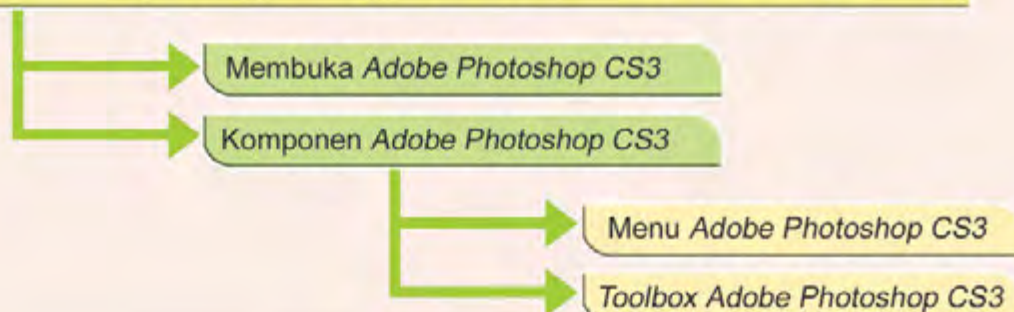 Membuka Adobe Photoshop CS3
Komponen Adobe Photoshop CS3
Menu Adobe Photoshop CS3
Toolbox Adobe Photoshop CS3